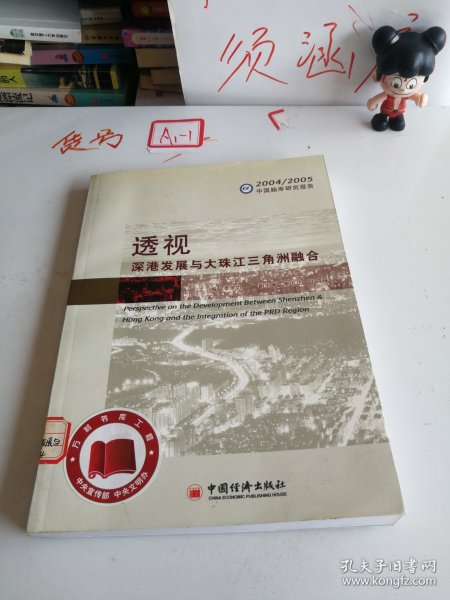 须涵
货号 A1-1
2004/2005
中国脑库研究报告
透视
深港发展与大珠江三角洲融合
Perspective on the Development Between Shenzhen &
Hong Kong and the Integration of the PRD Region
万村书库工程
中央宣传部 中央文明办
中国经济出版社
CHINA ECONOMIC PUBLISHING HOUSE
孔夫子旧书网
www.kongfz.com